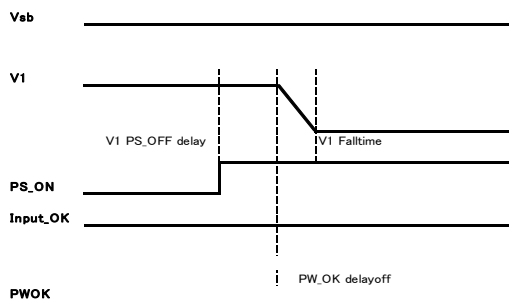 Vsb
V1
V1 PS_OFF delay
V1 Falltime
PS_ON
Input_OK
PW_OK delayoff
PWOK